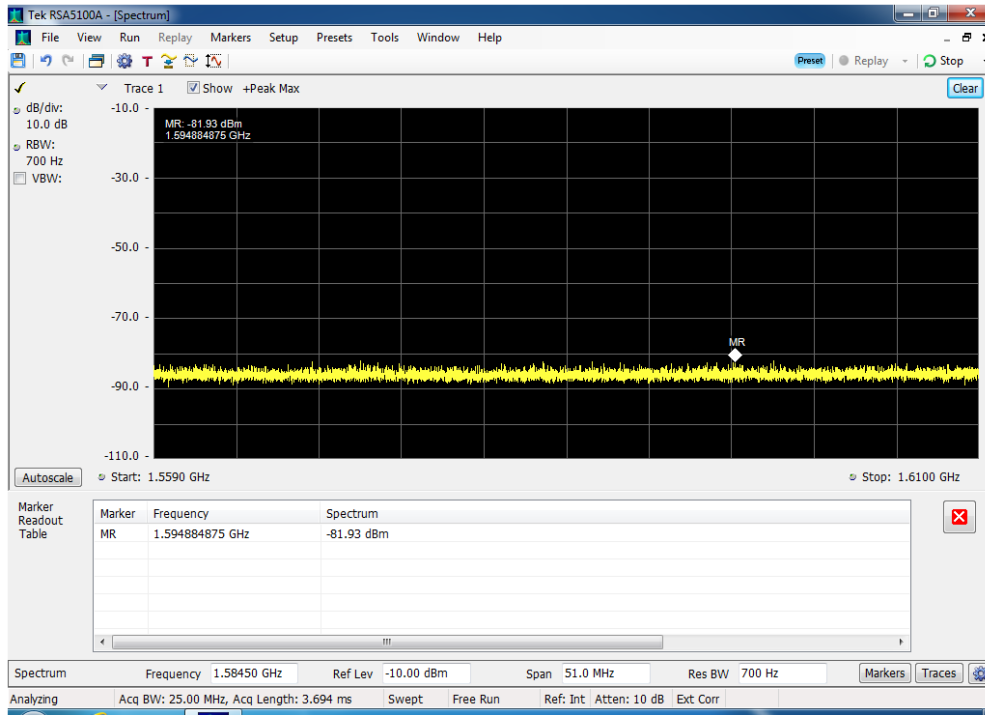 Tek RSA5100A - [Spectrum]
File View Run Replay Markers Setup Presets Tools Window Help
T Preset Replay Stop
Trace 1 Show +Peak Max Clear
dB/div:
10.0 dB
RBW:
700 Hz
VBW:
-10.0
-30.0
-50.0
-70.0
-90.0
-110.0
MR: -81.93 dBm
1.594884875 GHz
MR
Autoscale Start: 1.5590 GHz Stop: 1.6100 GHz
Marker
Readout
Table
Marker Frequency Spectrum
MR 1.594884875 GHz -81.93 dBm
Spectrum Frequency 1.58450 GHz Ref Lev -10.00 dBm Span 51.0 MHz Res BW 700 Hz Markers Traces
Analyzing Acq BW: 25.00 MHz, Acq Length: 3.694 ms Swept Free Run Ref: Int Atten: 10 dB Ext Corr